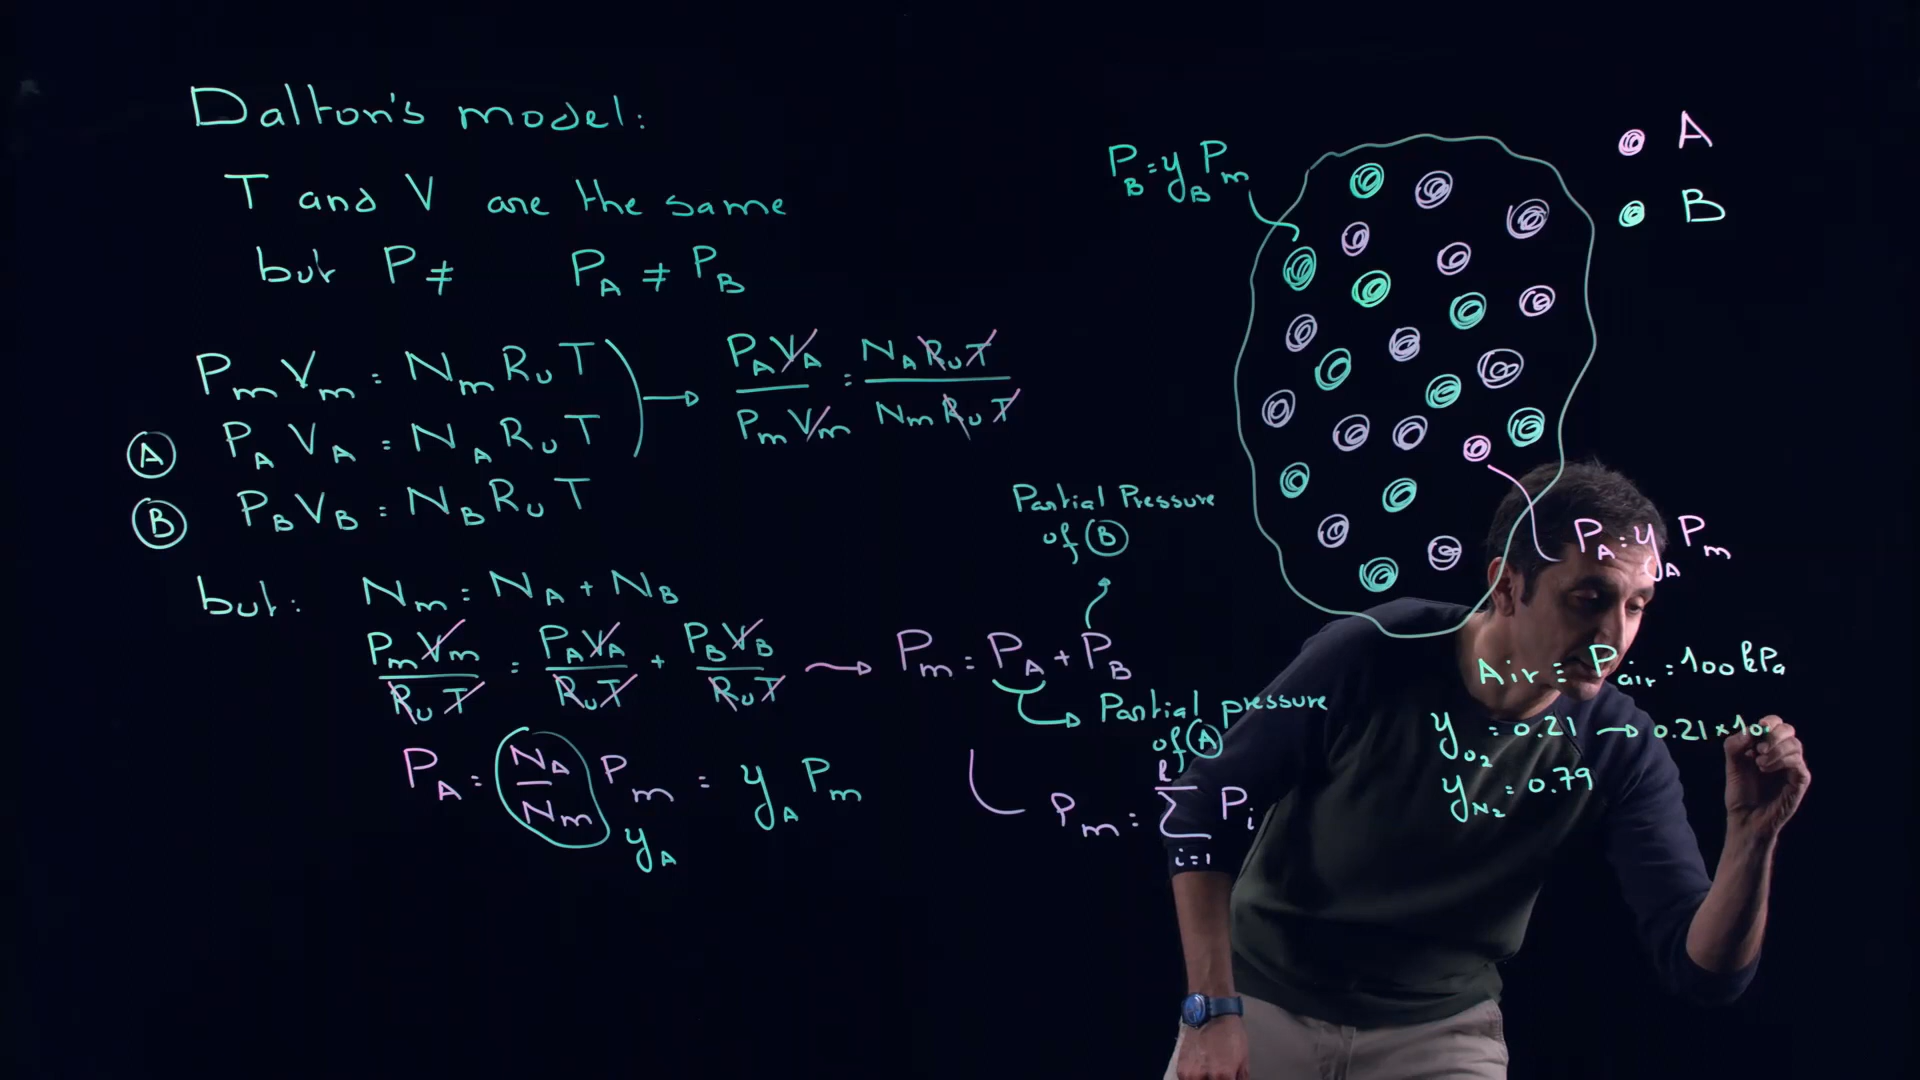 Dalton's model:
T and V are the same
but P ≠ P_A ≠ P_B
P_m V_m = N_m R_u T
A P_A V_A = N_A R_u T
B P_B V_B = N_B R_u T
P_A V_A / P_m V_m = N_A R_u T / N_m R_u T
but: N_m = N_A + N_B
P_m V_m / R_u T = P_A V_A / R_u T + P_B V_B / R_u T → P_m = P_A + P_B
Partial Pressure
of B
Partial pressure
of A
P_A = N_A / N_m P_m = y_A P_m
y_A
P_m = Σ_{i=1}^{k} P_i
P_B = y_B P_m
A
B
P_A = y_A P_m
Air ≡ P_air = 100 kPa
y_O2 = 0.21 → 0.21 × 10
y_N2 = 0.79